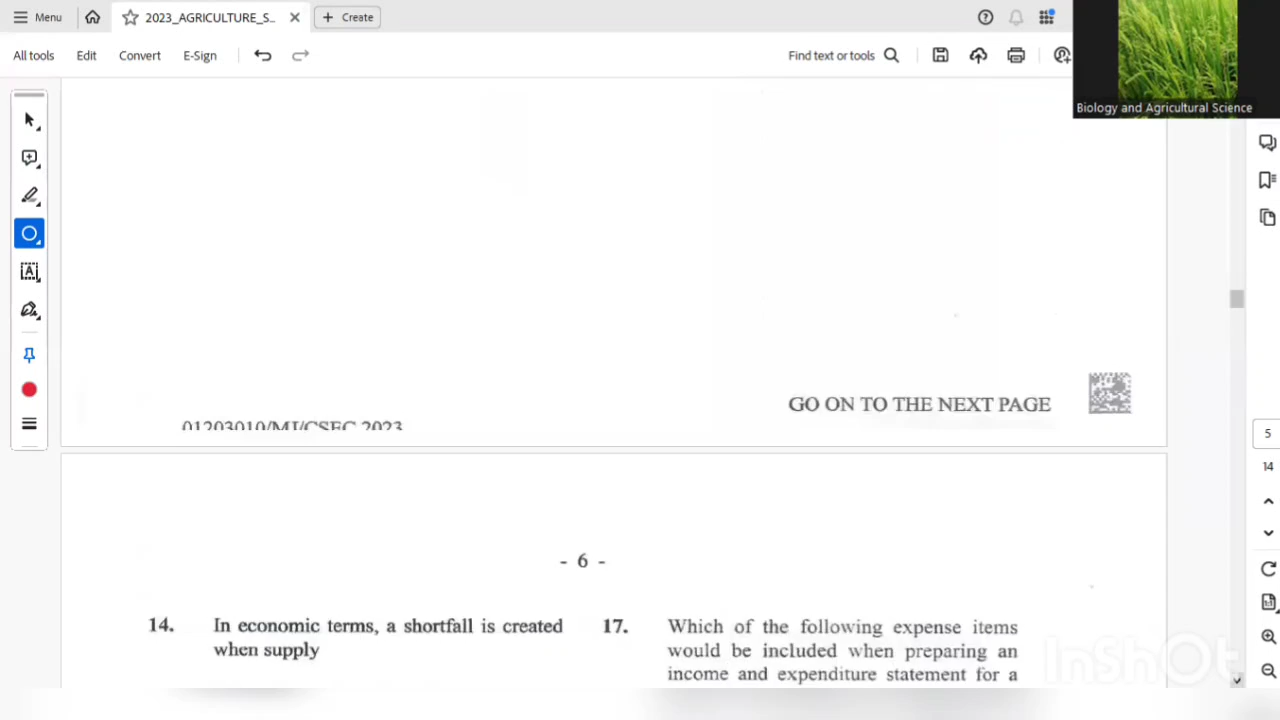 Menu
2023_AGRICULTURE_S...
Create
All tools
Edit
Convert
E-Sign
Find text or tools
Biology and Agricultural Science
GO ON TO THE NEXT PAGE
01203010/MJ/CSEC 2023
5
14
- 6 -
14. In economic terms, a shortfall is created
when supply
17. Which of the following expense items
would be included when preparing an
income and expenditure statement for a
InShOt